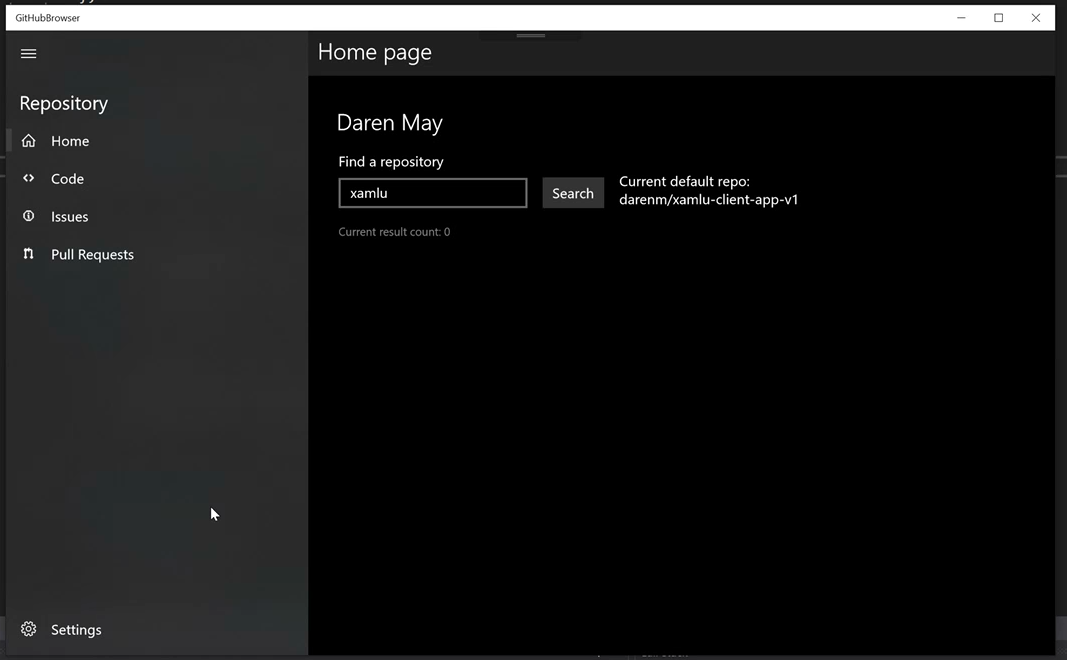 GitHubBrowser
Home page
Repository
Home
Code
Issues
Pull Requests
Settings
Daren May
Find a repository
xamlu
Search
Current default repo:
darenm/xamlu-client-app-v1
Current result count: 0